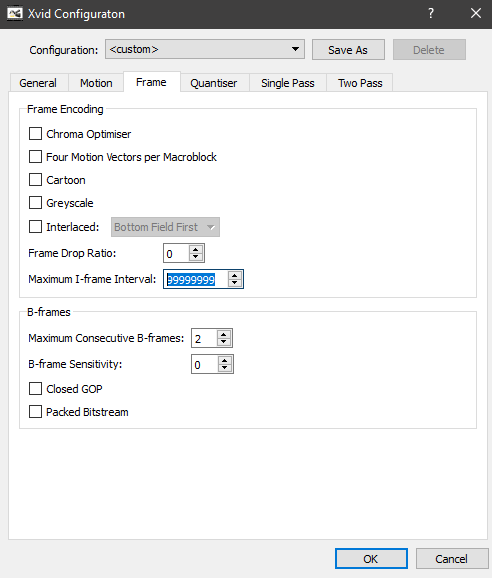 Xvid Configuraton
?
Configuration: <custom> Save As Delete
General Motion Frame Quantiser Single Pass Two Pass
Frame Encoding
Chroma Optimiser
Four Motion Vectors per Macroblock
Cartoon
Greyscale
Interlaced: Bottom Field First
Frame Drop Ratio: 0
Maximum I-frame Interval: 99999999
B-frames
Maximum Consecutive B-frames: 2
B-frame Sensitivity: 0
Closed GOP
Packed Bitstream
OK Cancel